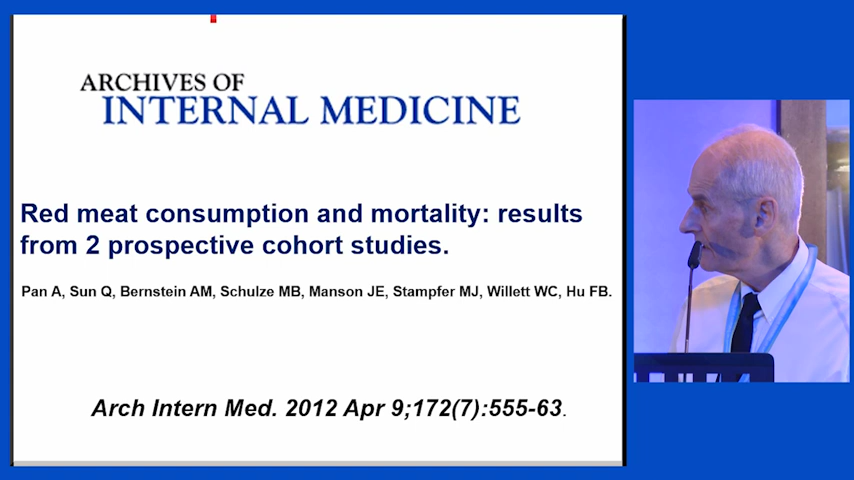 ARCHIVES OF
INTERNAL MEDICINE
Red meat consumption and mortality: results
from 2 prospective cohort studies.
Pan A, Sun Q, Bernstein AM, Schulze MB, Manson JE, Stampfer MJ, Willett WC, Hu FB.
Arch Intern Med. 2012 Apr 9;172(7):555-63.